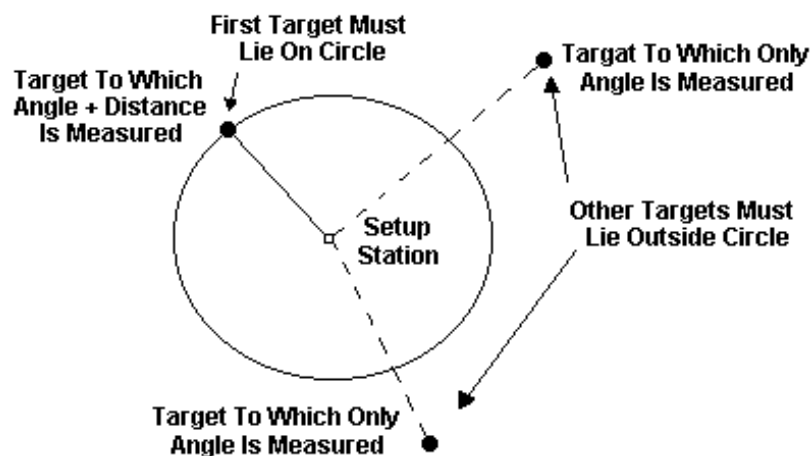 First Target Must
Lie On Circle
Target To Which
Angle + Distance
Is Measured
Targat To Which Only
Angle Is Measured
Setup
Station
Other Targets Must
Lie Outside Circle
Target To Which Only
Angle Is Measured